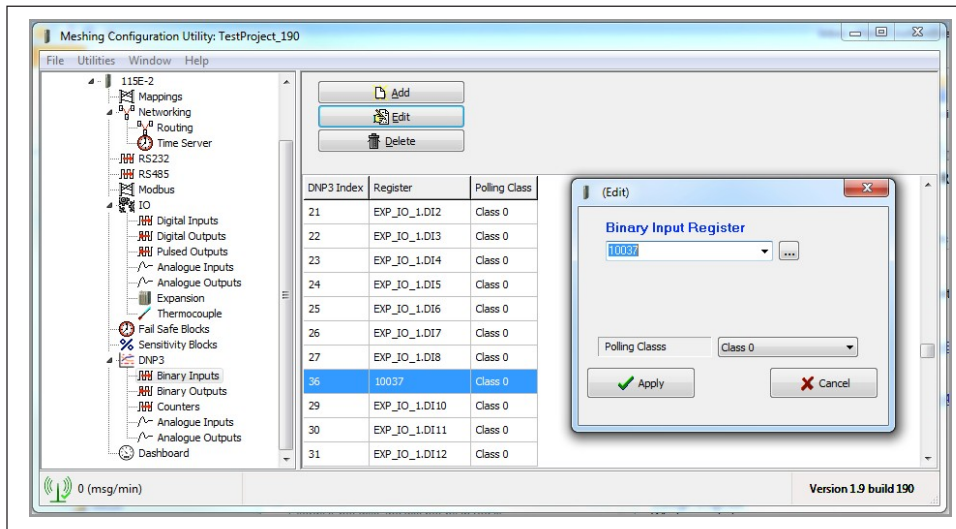 Meshing Configuration Utility: TestProject_190
File Utilities Window Help
115E-2
Mappings
Networking
Routing
Time Server
RS232
RS485
Modbus
IO
Digital Inputs
Digital Outputs
Pulsed Outputs
Analogue Inputs
Analogue Outputs
Expansion
Thermocouple
Fail Safe Blocks
Sensitivity Blocks
DNP3
Binary Inputs
Binary Outputs
Counters
Analogue Inputs
Analogue Outputs
Dashboard
Add
Edit
Delete
DNP3 Index Register Polling Class
21 EXP_IO_1.DI2 Class 0
22 EXP_IO_1.DI3 Class 0
23 EXP_IO_1.DI4 Class 0
24 EXP_IO_1.DI5 Class 0
25 EXP_IO_1.DI6 Class 0
26 EXP_IO_1.DI7 Class 0
27 EXP_IO_1.DI8 Class 0
36 10037 Class 0
29 EXP_IO_1.DI10 Class 0
30 EXP_IO_1.DI11 Class 0
31 EXP_IO_1.DI12 Class 0
(Edit)
Binary Input Register
10037
...
Polling Classs Class 0
Apply Cancel
0 (msg/min)
Version 1.9 build 190